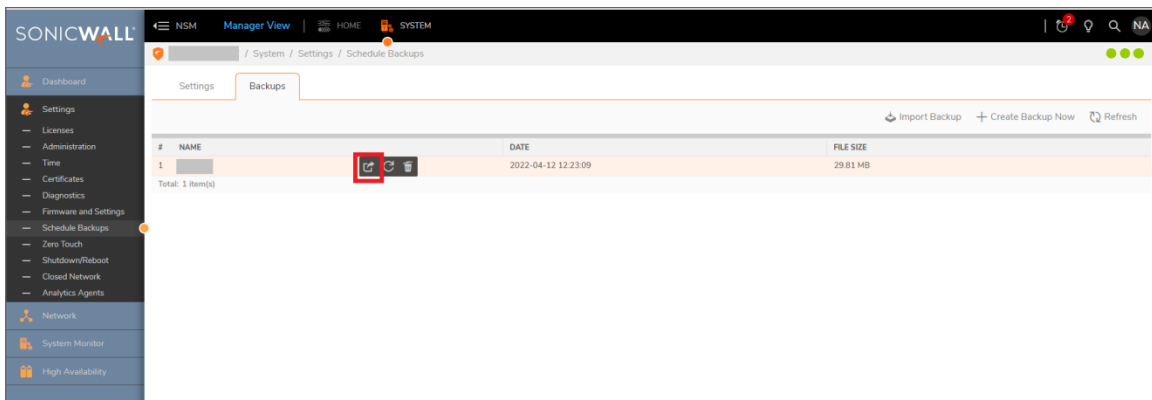 SONICWALL
NSM Manager View | HOME SYSTEM
2
NA
/ System / Settings / Schedule Backups
Dashboard
Settings
Licenses
Administration
Time
Certificates
Diagnostics
Firmware and Settings
Schedule Backups
Zero Touch
Shutdown/Reboot
Closed Network
Analytics Agents
Network
System Monitor
High Availability
Settings Backups
Import Backup Create Backup Now Refresh
# NAME DATE FILE SIZE
1 2022-04-12 12:23:09 29.81 MB
Total: 1 item(s)